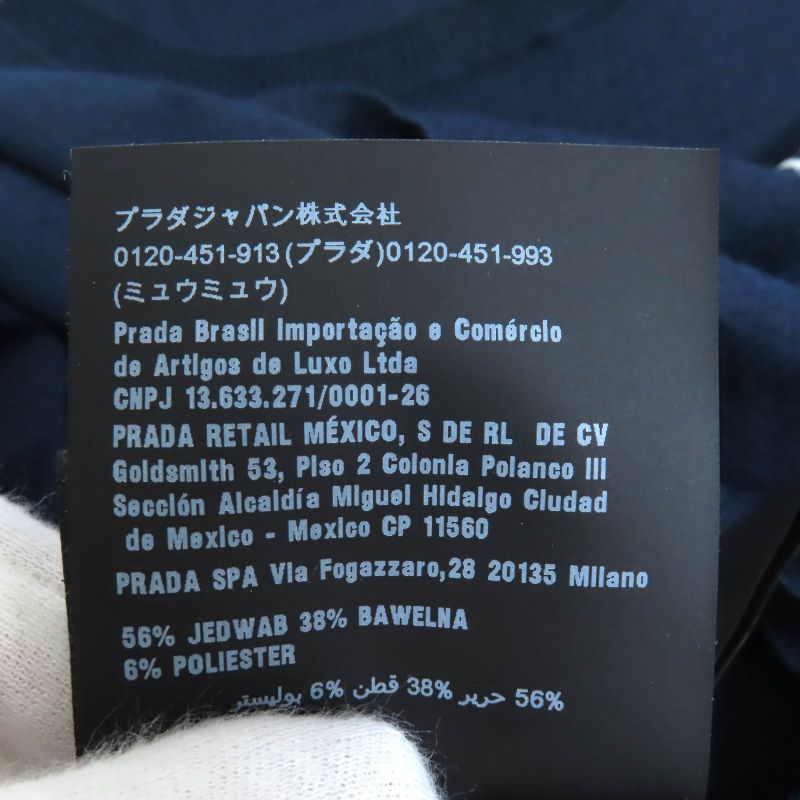 プラダジャパン株式会社
0120-451-913(プラダ)0120-451-993
(ミュウミュウ)
Prada Brasil Importação e Comércio
de Artigos de Luxo Ltda
CNPJ 13.633.271/0001-26
PRADA RETAIL MÉXICO, S DE RL DE CV
Goldsmith 53, Piso 2 Colonia Polanco III
Sección Alcaldía Miguel Hidalgo Ciudad
de Mexico - Mexico CP 11560
PRADA SPA Via Fogazzaro,28 20135 Milano
56% JEDWAB 38% BAWELNA
6% POLIESTER
56% حرير 38% قطن 6% بوليستر